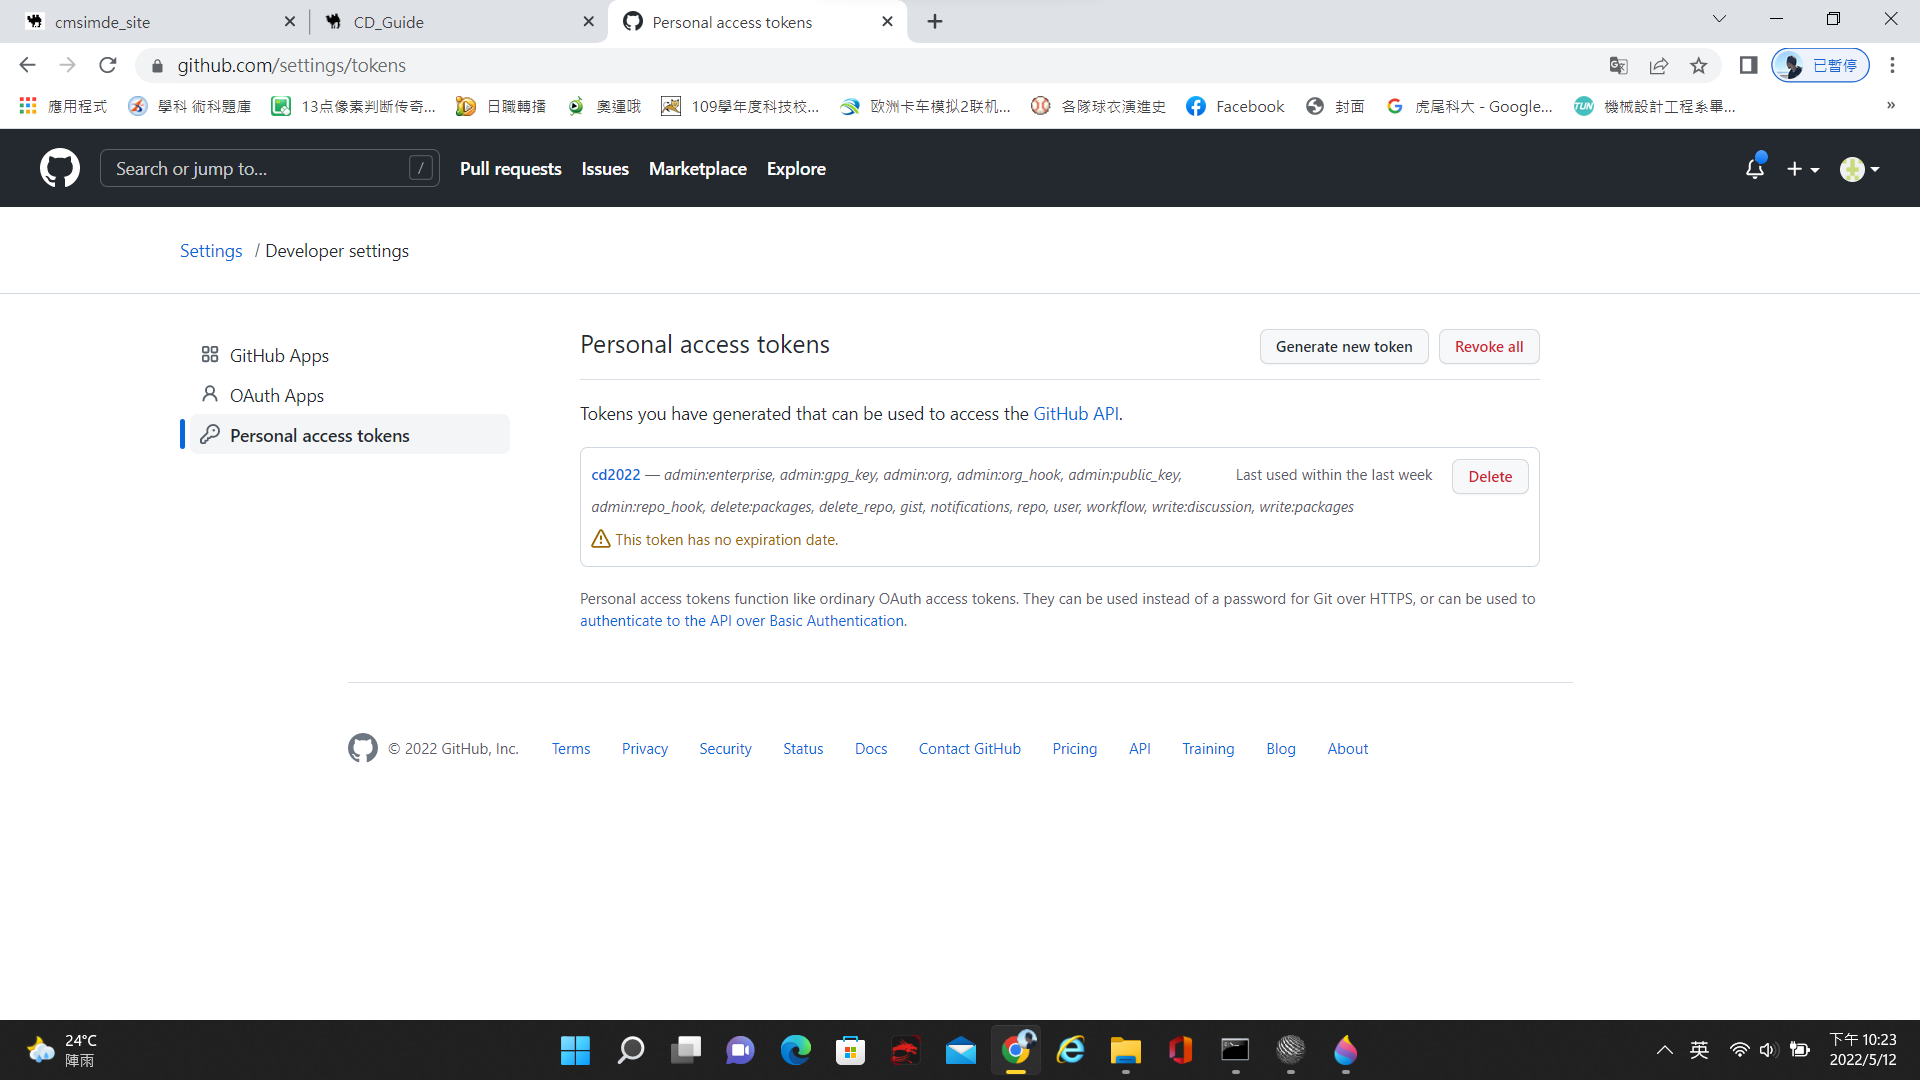 cmsimde_site
CD_Guide
Personal access tokens
github.com/settings/tokens
已暫停
應用程式
學科 術科題庫
13点像素判断传奇...
日職轉播
奧運哦
109學年度科技校...
欧洲卡车模拟2联机...
各隊球衣演進史
Facebook
封面
虎尾科大 - Google...
機械設計工程系畢...
»
Search or jump to...
/
Pull requests
Issues
Marketplace
Explore
Settings / Developer settings
GitHub Apps
OAuth Apps
Personal access tokens
Personal access tokens
Generate new token
Revoke all
Tokens you have generated that can be used to access the GitHub API.
cd2022 — admin:enterprise, admin:gpg_key, admin:org, admin:org_hook, admin:public_key,
Last used within the last week
Delete
admin:repo_hook, delete:packages, delete_repo, gist, notifications, repo, user, workflow, write:discussion, write:packages
This token has no expiration date.
Personal access tokens function like ordinary OAuth access tokens. They can be used instead of a password for Git over HTTPS, or can be used to
authenticate to the API over Basic Authentication.
© 2022 GitHub, Inc.
Terms
Privacy
Security
Status
Docs
Contact GitHub
Pricing
API
Training
Blog
About
24°C
陣雨
英
下午 10:23
2022/5/12